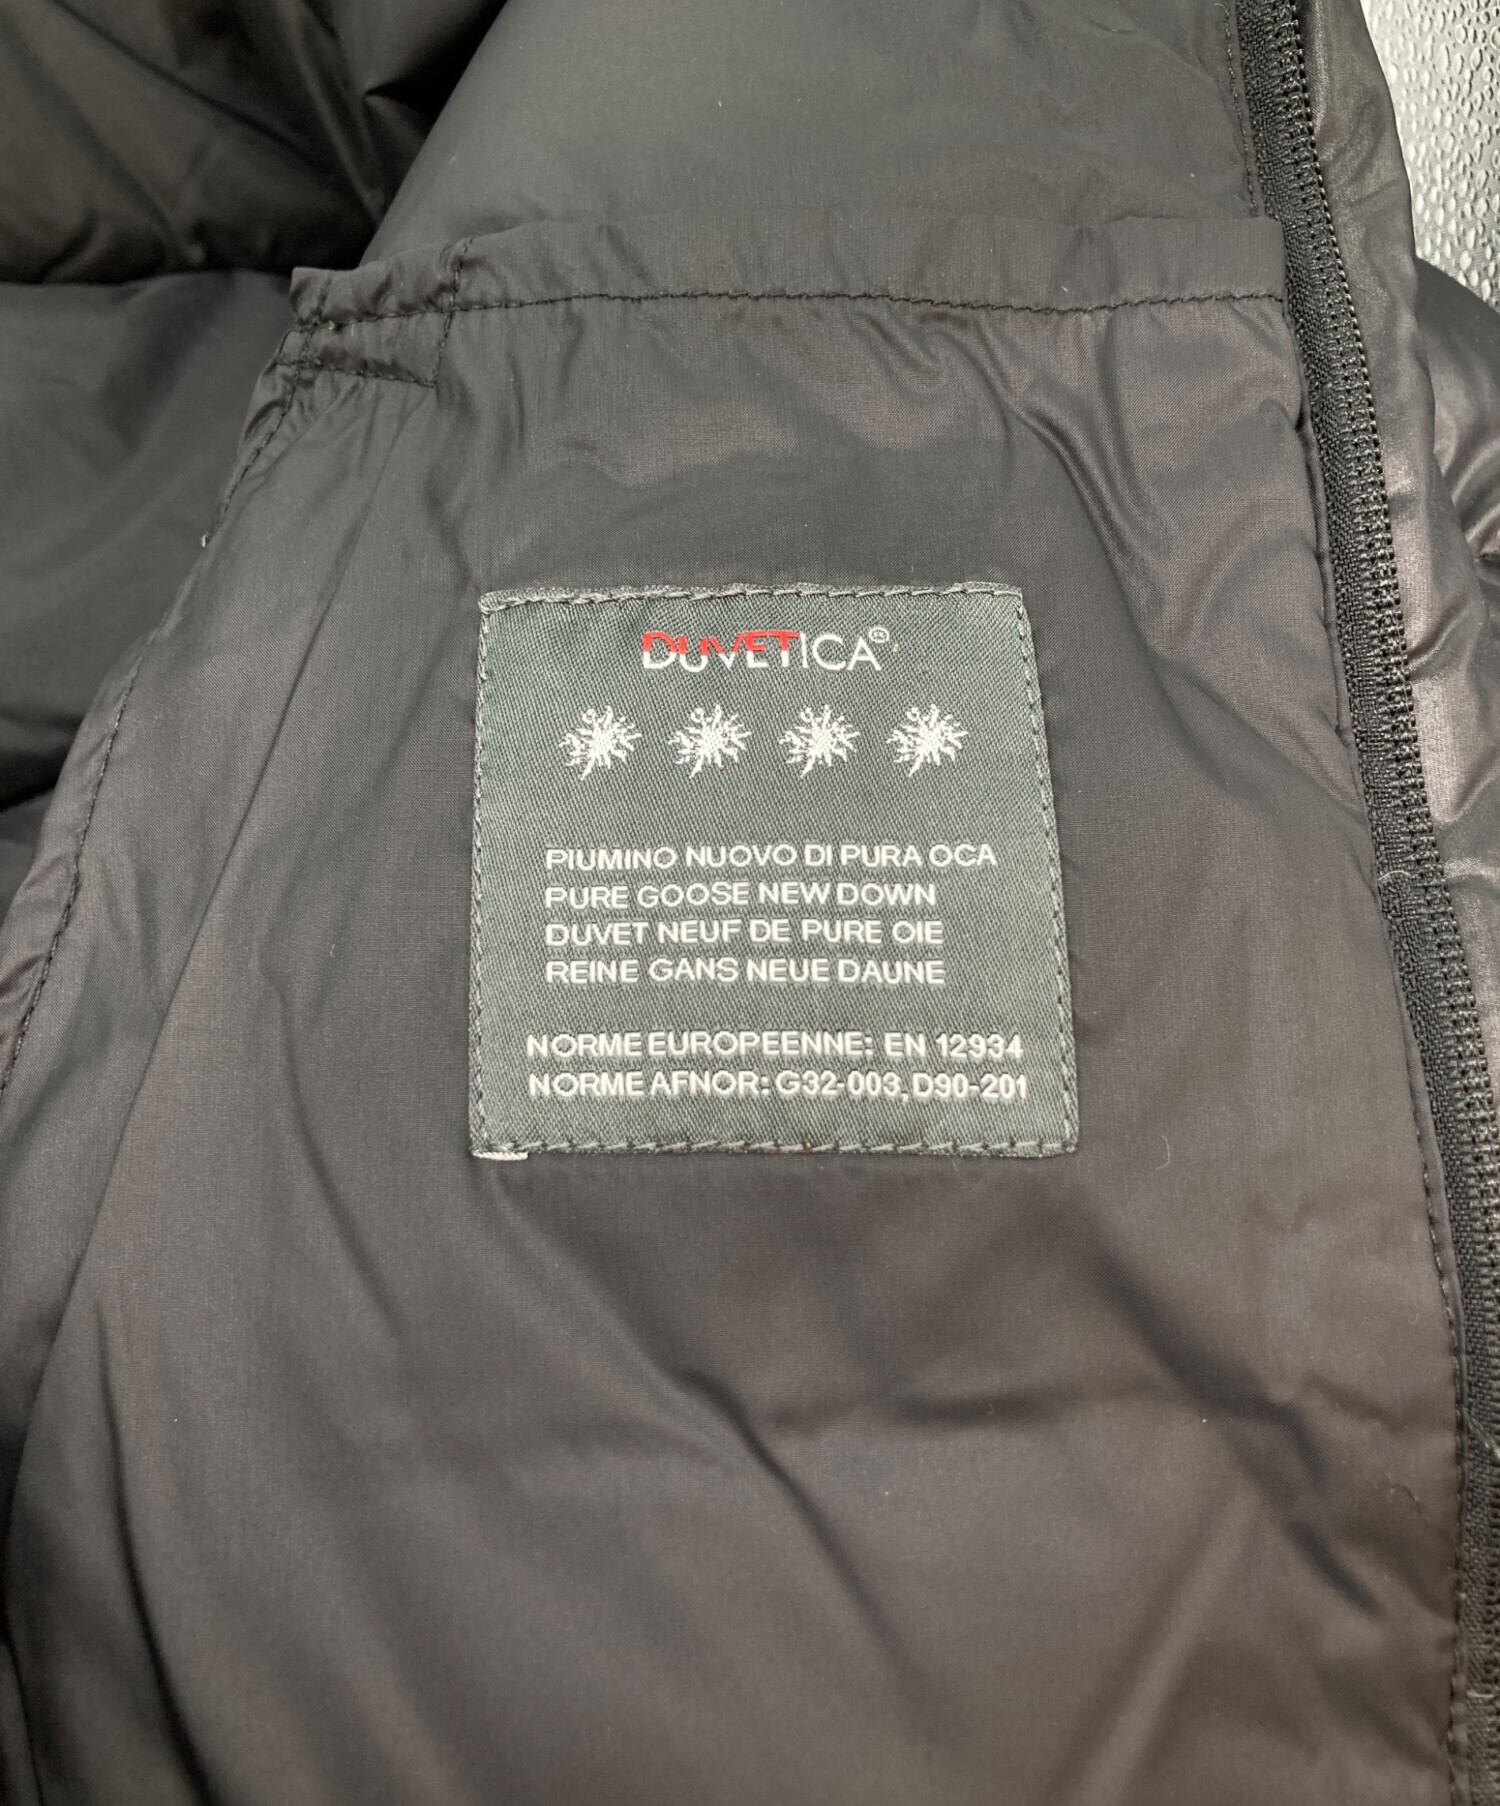 DUVETICA®
PIUMINO NUOVO DI PURA OCA
PURE GOOSE NEW DOWN
DUVET NEUF DE PURE OIE
REINE GANS NEUE DAUNE
NORME EUROPEENNE: EN 12934
NORME AFNOR: G32-003, D90-201